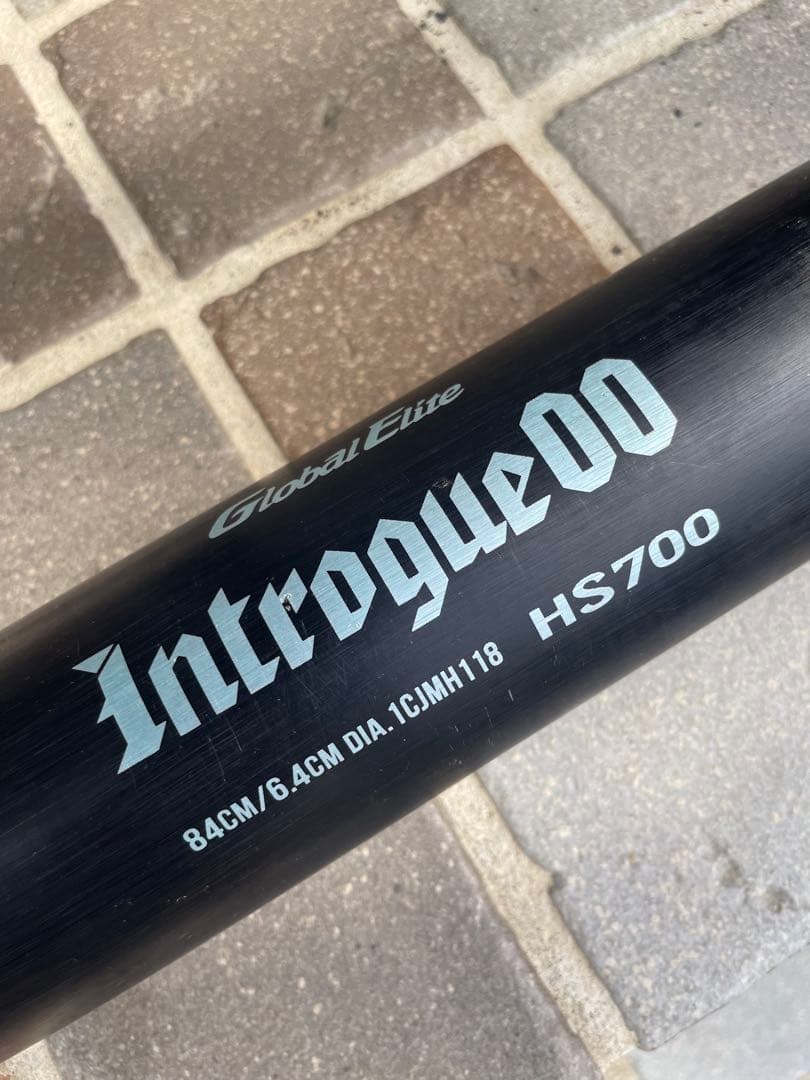 Global Elite
Introgue00
HS700
84CM/6.4CM DIA.1CJMH118